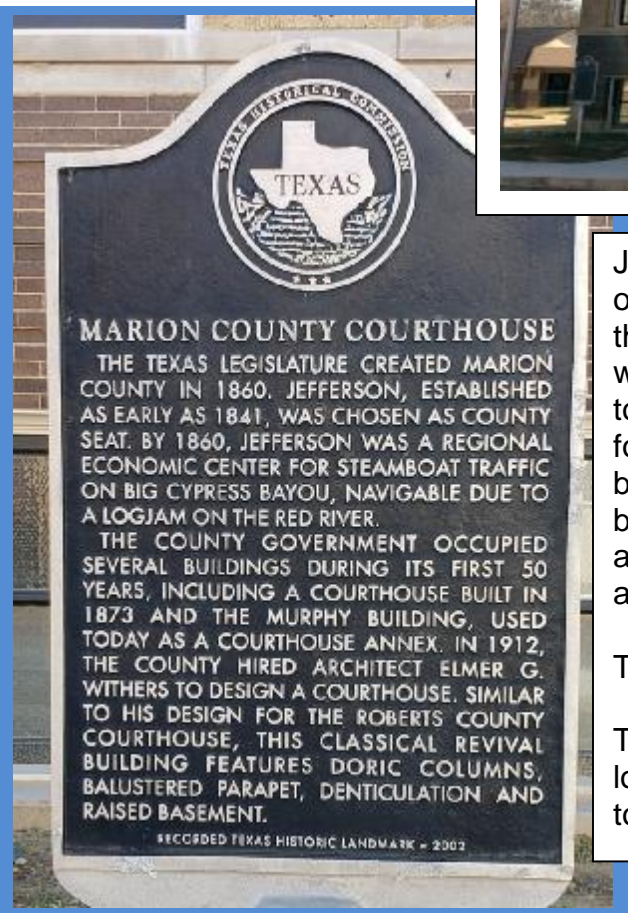 TEXAS HISTORICAL COMMISSION
TEXAS
MARION COUNTY COURTHOUSE
THE TEXAS LEGISLATURE CREATED MARION
COUNTY IN 1860. JEFFERSON, ESTABLISHED
AS EARLY AS 1841, WAS CHOSEN AS COUNTY
SEAT. BY 1860, JEFFERSON WAS A REGIONAL
ECONOMIC CENTER FOR STEAMBOAT TRAFFIC
ON BIG CYPRESS BAYOU, NAVIGABLE DUE TO
A LOGJAM ON THE RED RIVER.
THE COUNTY GOVERNMENT OCCUPIED
SEVERAL BUILDINGS DURING ITS FIRST 50
YEARS, INCLUDING A COURTHOUSE BUILT IN
1873 AND THE MURPHY BUILDING, USED
TODAY AS A COURTHOUSE ANNEX. IN 1912,
THE COUNTY HIRED ARCHITECT ELMER G.
WITHERS TO DESIGN A COURTHOUSE. SIMILAR
TO HIS DESIGN FOR THE ROBERTS COUNTY
COURTHOUSE, THIS CLASSICAL REVIVAL
BUILDING FEATURES DORIC COLUMNS,
BALUSTERED PARAPET, DENTICULATION AND
RAISED BASEMENT.
RECORDED TEXAS HISTORIC LANDMARK – 2002